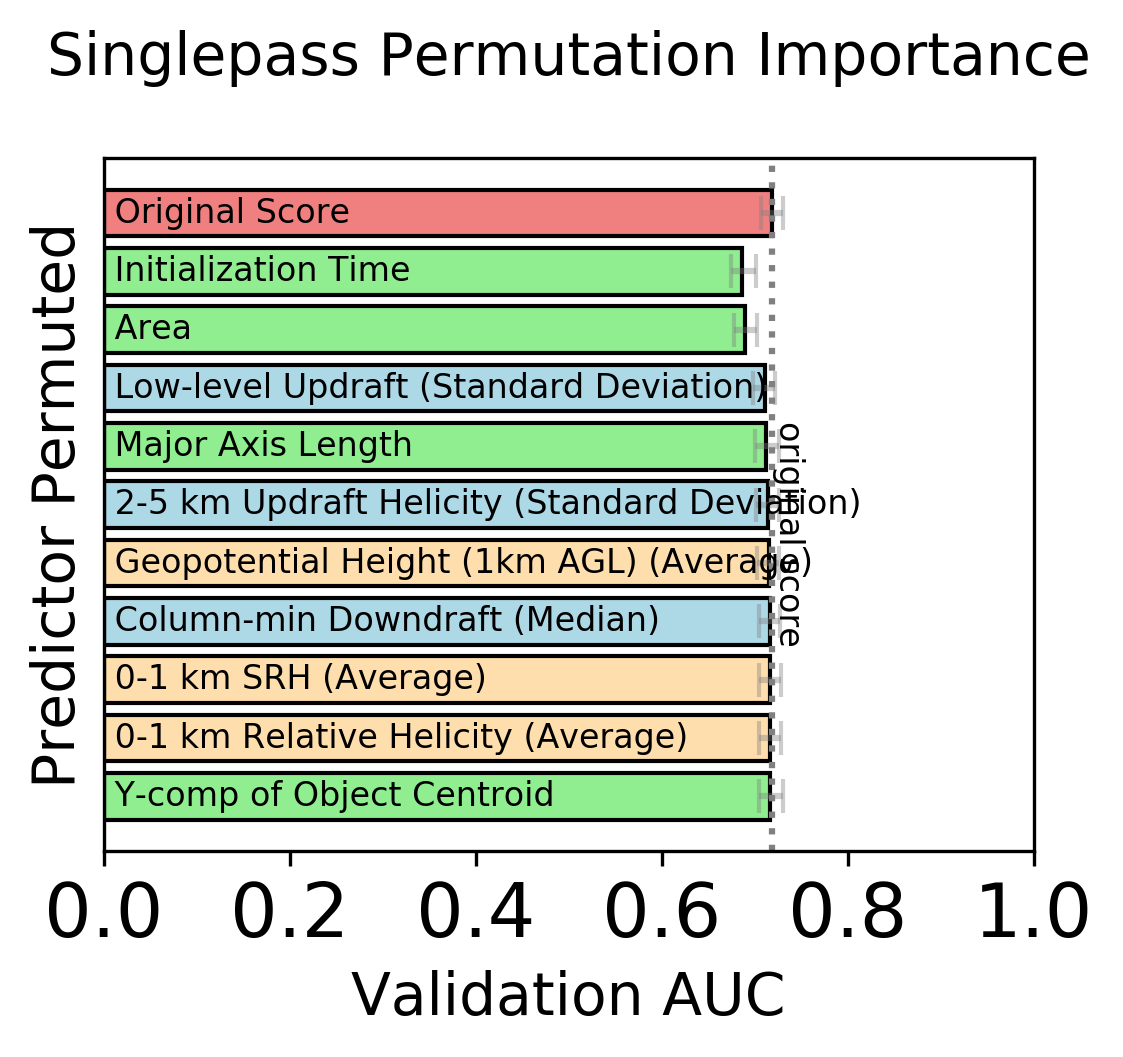 Singlepass Permutation Importance
Predictor Permuted
Original Score
Initialization Time
Area
Low-level Updraft (Standard Deviation)
Major Axis Length
2-5 km Updraft Helicity (Standard Deviation)
Geopotential Height (1km AGL) (Average)
Column-min Downdraft (Median)
0-1 km SRH (Average)
0-1 km Relative Helicity (Average)
Y-comp of Object Centroid
original score
0.0 0.2 0.4 0.6 0.8 1.0
Validation AUC